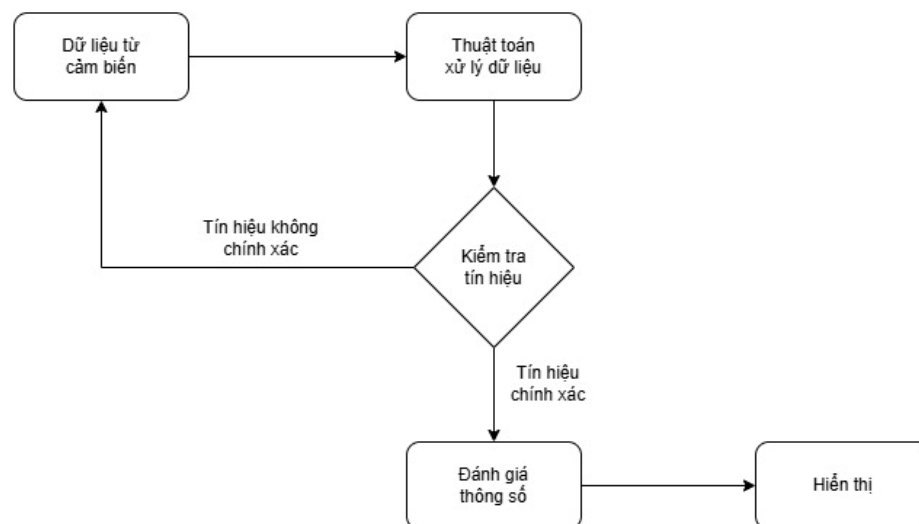 Dữ liệu từ
cảm biến
Thuật toán
xử lý dữ liệu
Tín hiệu không
chính xác
Kiểm tra
tín hiệu
Tín hiệu
chính xác
Đánh giá
thông số
Hiển thị